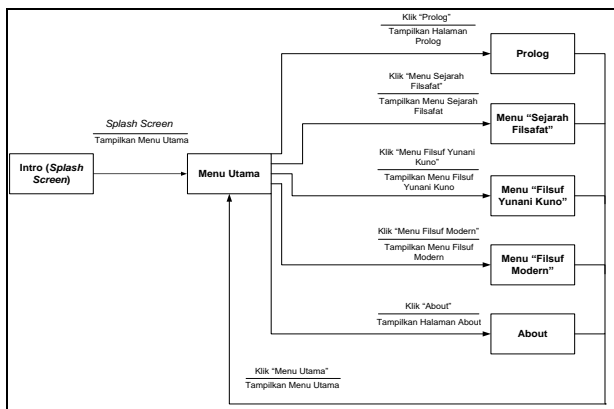 Klik “Prolog”
Tampilkan Halaman
Prolog
Prolog
Klik “Menu Sejarah
Filsafat”
Tampilkan Menu Sejarah
Filsafat
Menu “Sejarah
Filsafat”
Splash Screen
Tampilkan Menu Utama
Intro (Splash
Screen)
Menu Utama
Klik “Menu Filsuf Yunani
Kuno”
Tampilkan Menu Filsuf
Yunani Kuno
Menu “Filsuf
Yunani Kuno”
Klik “Menu Filsuf Modern”
Tampilkan Menu Filsuf
Modern
Menu “Filsuf
Modern”
Klik “About”
Tampilkan Halaman About
About
Klik “Menu Utama”
Tampilkan Menu Utama